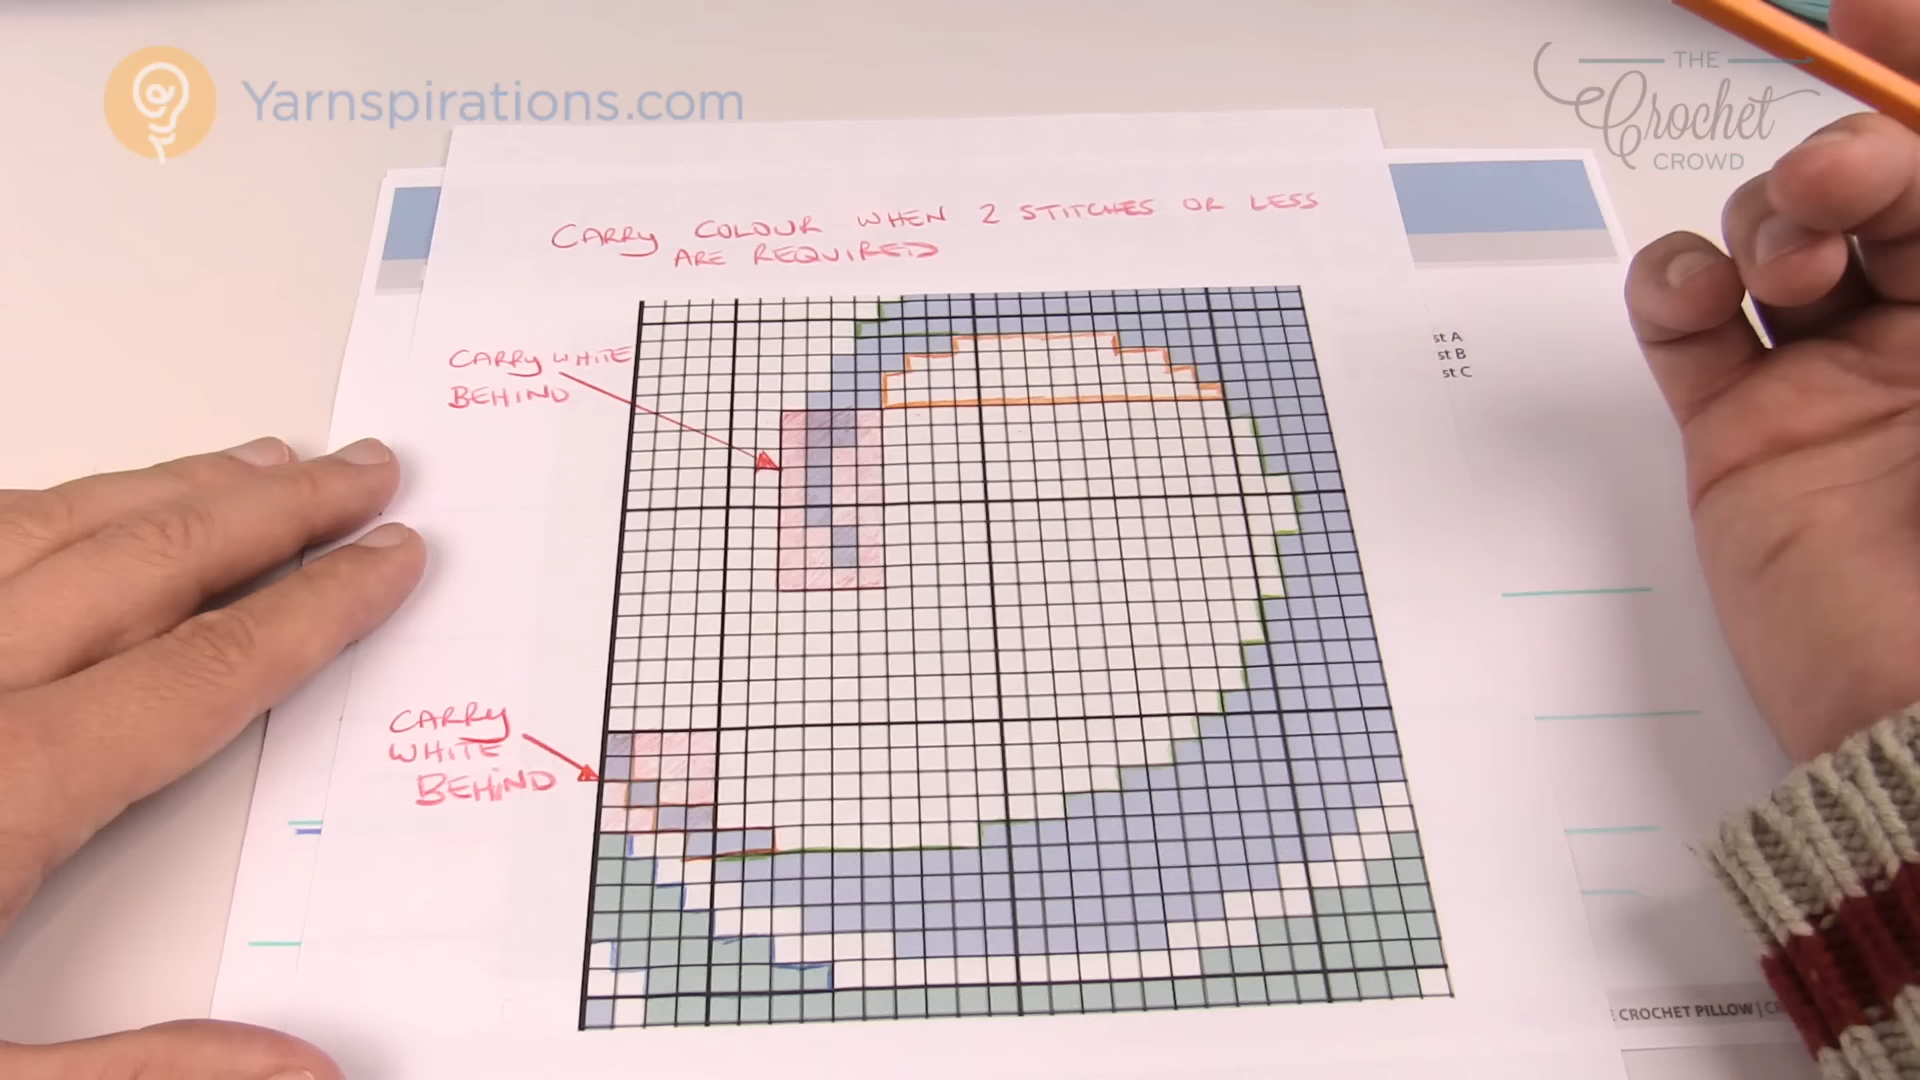 Yarnspirations.com
THE
Crochet
CROWD
CARRY COLOUR WHEN 2 STITCHES OR LESS
ARE REQUIRED
CARRY WHITE
BEHIND
st A
st B
st C
CARRY
WHITE
BEHIND
CROCHET PILLOW |